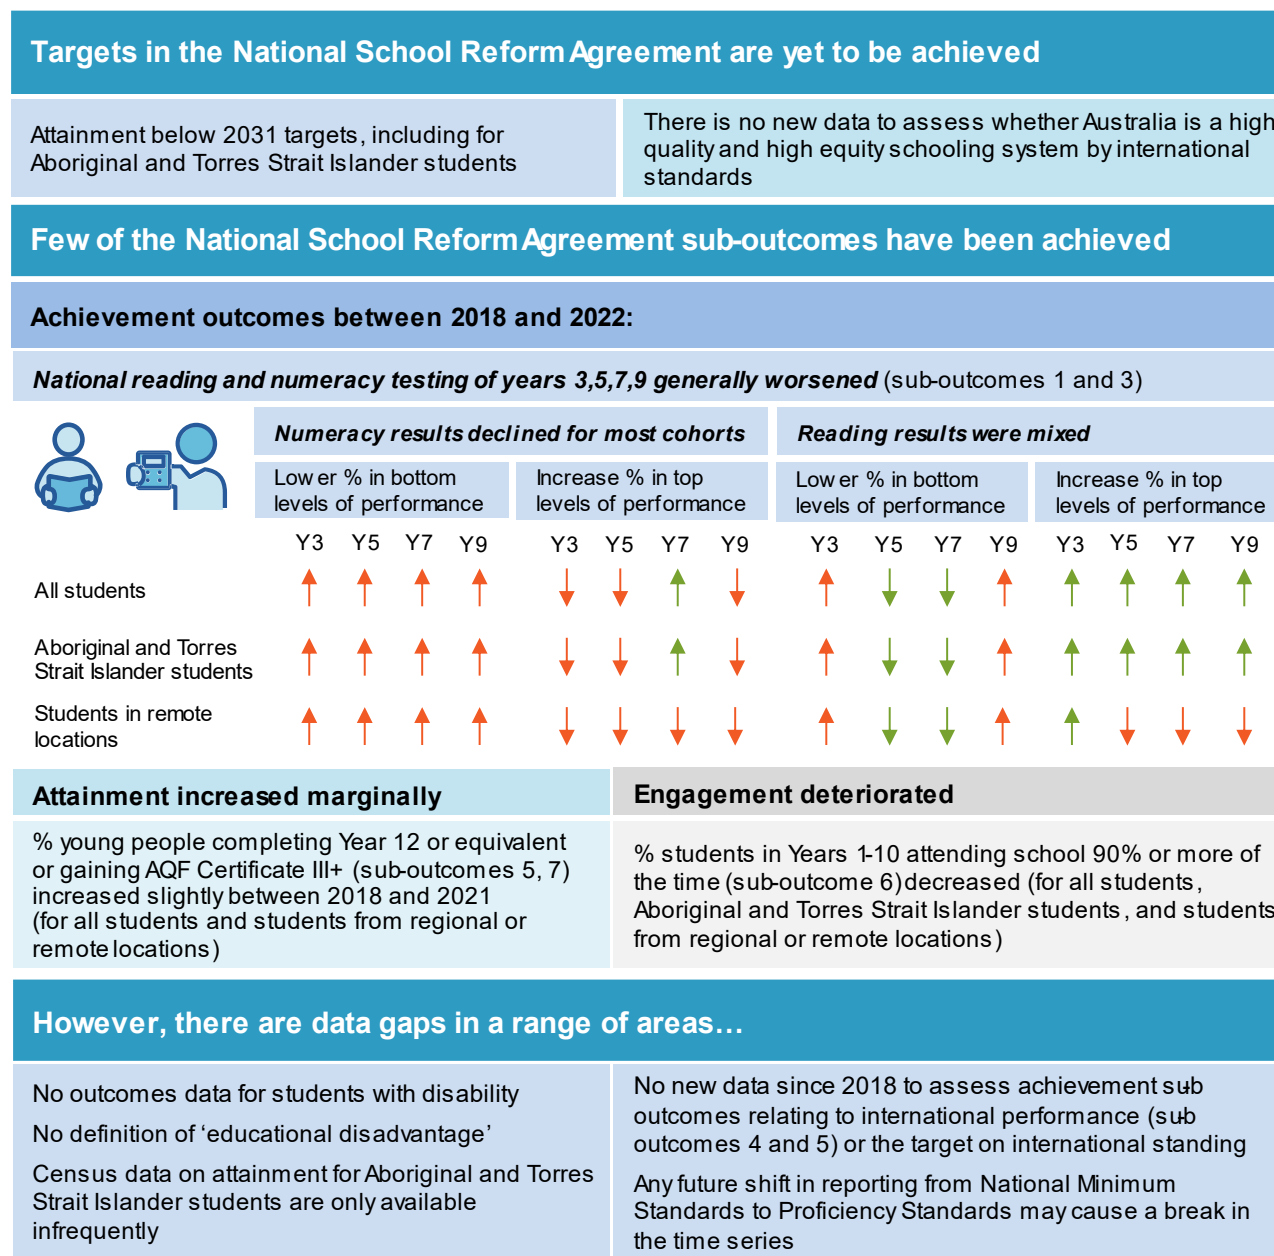 Targets in the National School Reform Agreement are yet to be achieved
Attainment below 2031 targets, including for
Aboriginal and Torres Strait Islander students
There is no new data to assess whether Australia is a high
quality and high equity schooling system by international
standards
Few of the National School Reform Agreement sub-outcomes have been achieved
Achievement outcomes between 2018 and 2022:
National reading and numeracy testing of years 3,5,7,9 generally worsened (sub-outcomes 1 and 3)
Numeracy results declined for most cohorts
Reading results were mixed
Lower % in bottom
levels of performance
Increase % in top
levels of performance
Lower % in bottom
levels of performance
Increase % in top
levels of performance
Y3 Y5 Y7 Y9 Y3 Y5 Y7 Y9 Y3 Y5 Y7 Y9 Y3 Y5 Y7 Y9
All students
Aboriginal and Torres
Strait Islander students
Students in remote
locations
Attainment increased marginally
% young people completing Year 12 or equivalent
or gaining AQF Certificate III+ (sub-outcomes 5, 7)
increased slightly between 2018 and 2021
(for all students and students from regional or
remote locations)
Engagement deteriorated
% students in Years 1-10 attending school 90% or more of
the time (sub-outcome 6) decreased (for all students,
Aboriginal and Torres Strait Islander students, and students
from regional or remote locations)
However, there are data gaps in a range of areas…
No outcomes data for students with disability
No definition of ‘educational disadvantage’
Census data on attainment for Aboriginal and Torres
Strait Islander students are only available
infrequently
No new data since 2018 to assess achievement sub-
outcomes relating to international performance (sub-
outcomes 4 and 5) or the target on international standing
Any future shift in reporting from National Minimum
Standards to Proficiency Standards may cause a break in
the time series